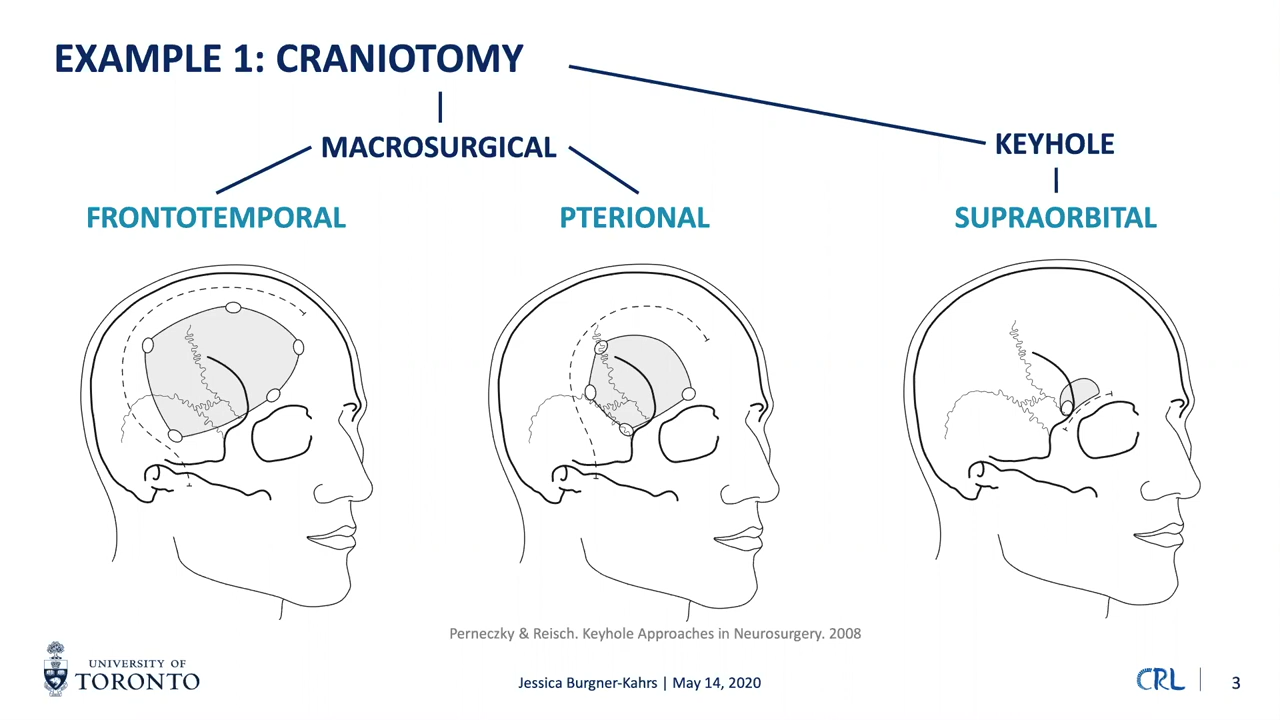 EXAMPLE 1: CRANIOTOMY
MACROSURGICAL
KEYHOLE
FRONTOTEMPORAL
PTERIONAL
SUPRAORBITAL
Perneczky & Reisch. Keyhole Approaches in Neurosurgery. 2008
UNIVERSITY OF
TORONTO
Jessica Burgner-Kahrs | May 14, 2020
CRL
3